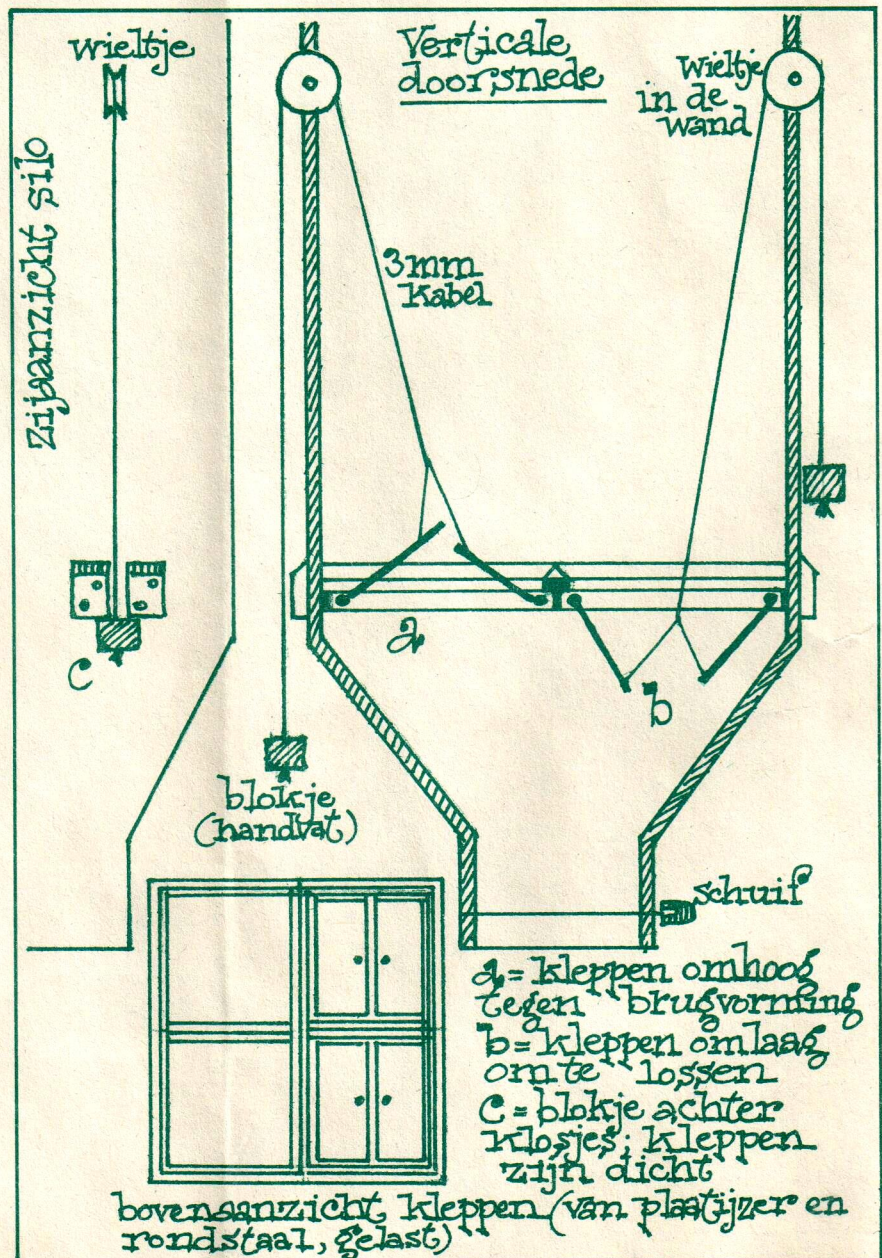 wieltje
Verticale
doorsnede
Wieltje
in de
wand
Zijaanzicht silo
3mm
Kabel
a
b
c
blokje
(handvat)
schuif
a = kleppen omhoog
tegen brugvorming
b = kleppen omlaag
om te lossen
c = blokje achter
klosjes; kleppen
zijn dicht
bovenaanzicht kleppen (van plaatijzer en
rondstaal, gelast)